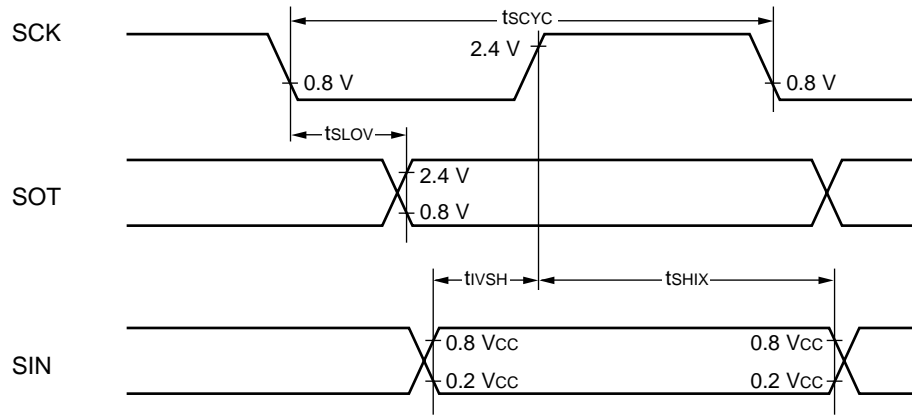 tSCYC
SCK
2.4 V
0.8 V
0.8 V
tSLOV
SOT
2.4 V
0.8 V
tIVSH
tSHIX
SIN
0.8 VCC
0.8 VCC
0.2 VCC
0.2 VCC